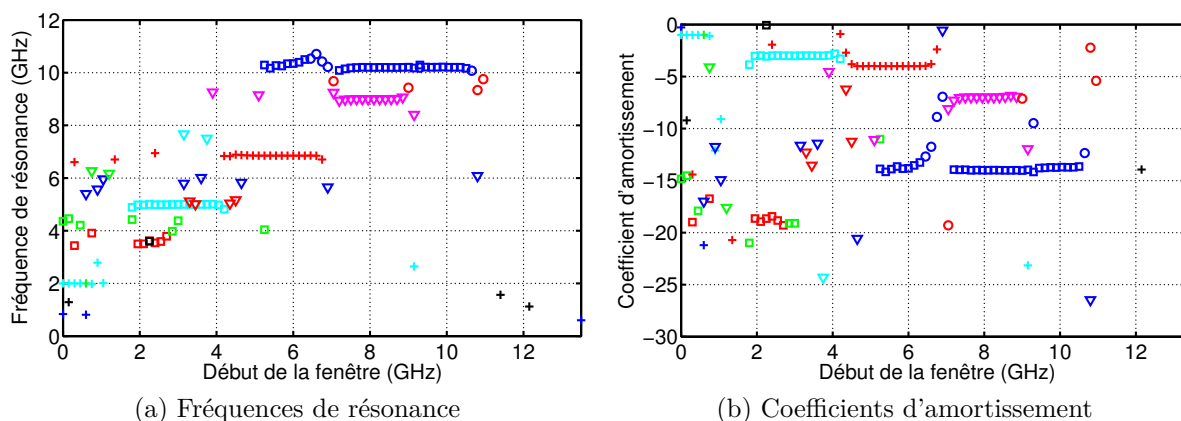 12
10
8
6
4
2
0
0 2 4 6 8 10 12
Fréquence de résonance (GHz)
Début de la fenêtre (GHz)
(a) Fréquences de résonance
0
−5
−10
−15
−20
−25
−30
0 2 4 6 8 10 12
Coefficient d'amortissement
Début de la fenêtre (GHz)
(b) Coefficients d'amortissement